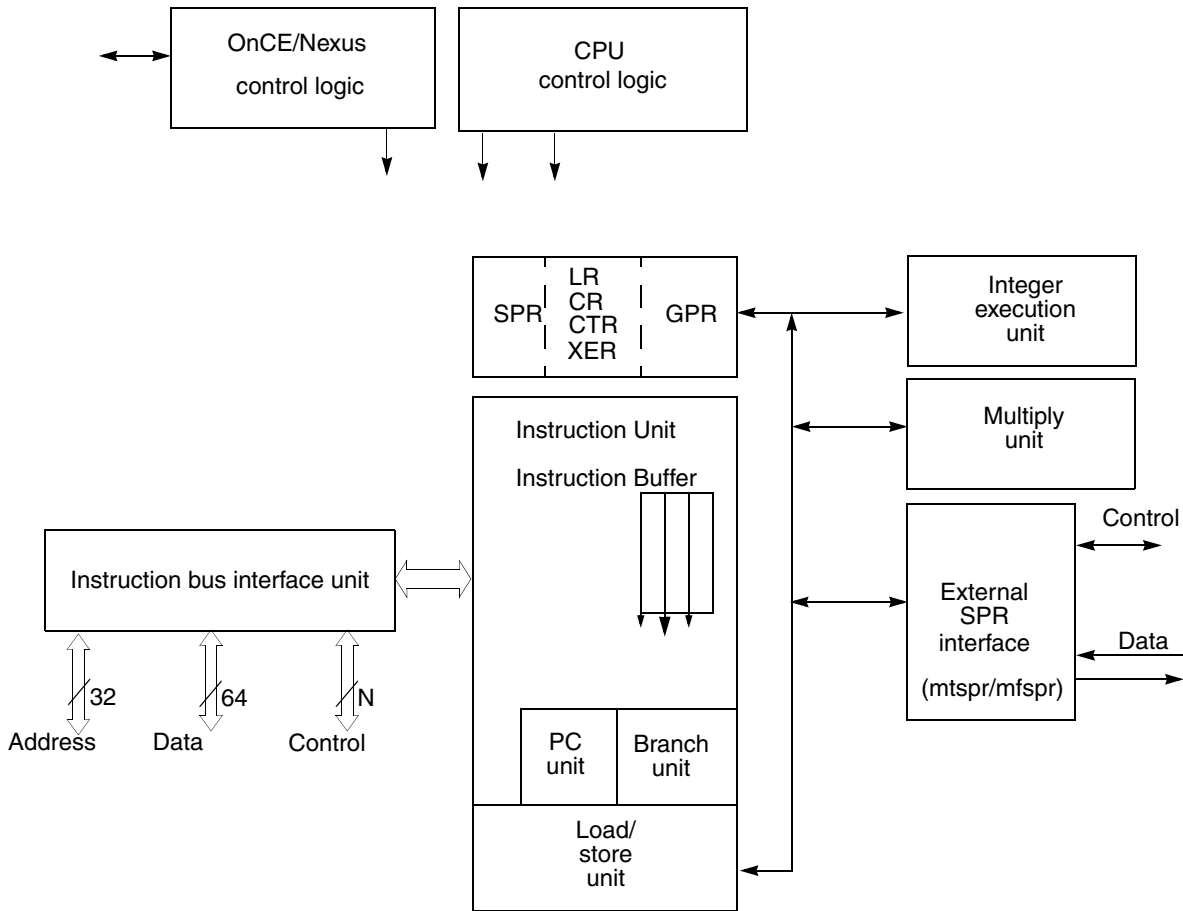 OnCE/Nexus
control logic
CPU
control logic
SPR
LR
CR
CTR
XER
GPR
Integer
execution
unit
Instruction Unit
Instruction Buffer
Multiply
unit
Instruction bus interface unit
32
64
N
Address
Data
Control
External
SPR
interface
(mtspr/mfspr)
Control
Data
PC
unit
Branch
unit
Load/
store
unit